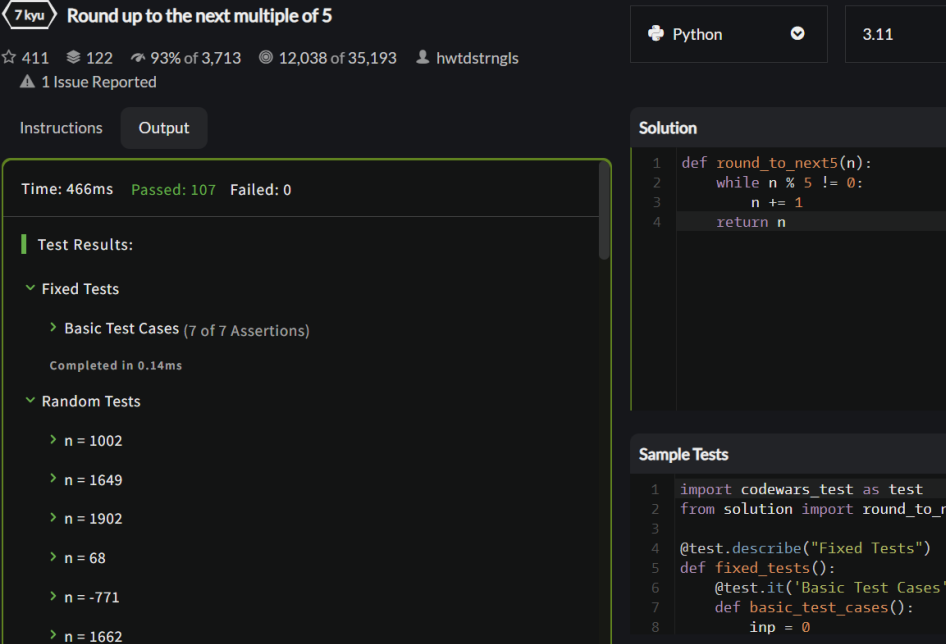 7 kyu Round up to the next multiple of 5
411 122 93% of 3,713 12,038 of 35,193 hwtdstrngls
1 Issue Reported
Instructions Output
Time: 466ms Passed: 107 Failed: 0
Test Results:
Fixed Tests
Basic Test Cases (7 of 7 Assertions)
Completed in 0.14ms
Random Tests
n = 1002
n = 1649
n = 1902
n = 68
n = -771
n = 1662
Python 3.11
Solution
1 def round_to_next5(n):
2 while n % 5 != 0:
3 n += 1
4 return n
Sample Tests
1 import codewars_test as test
2 from solution import round_to_n
3
4 @test.describe("Fixed Tests")
5 def fixed_tests():
6 @test.it('Basic Test Cases'
7 def basic_test_cases():
8 inp = 0